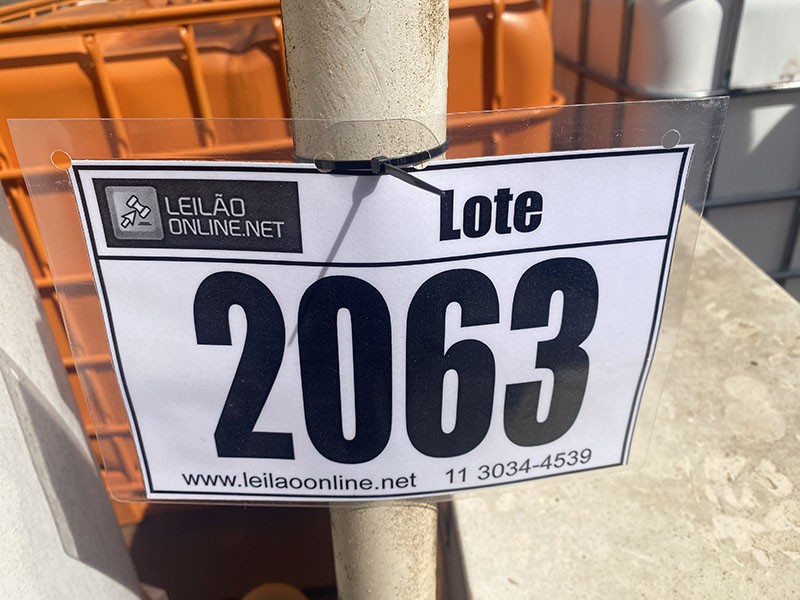 LEILÃO
ONLINE.NET
Lote
2063
www.leilaoonline.net 11 3034-4539